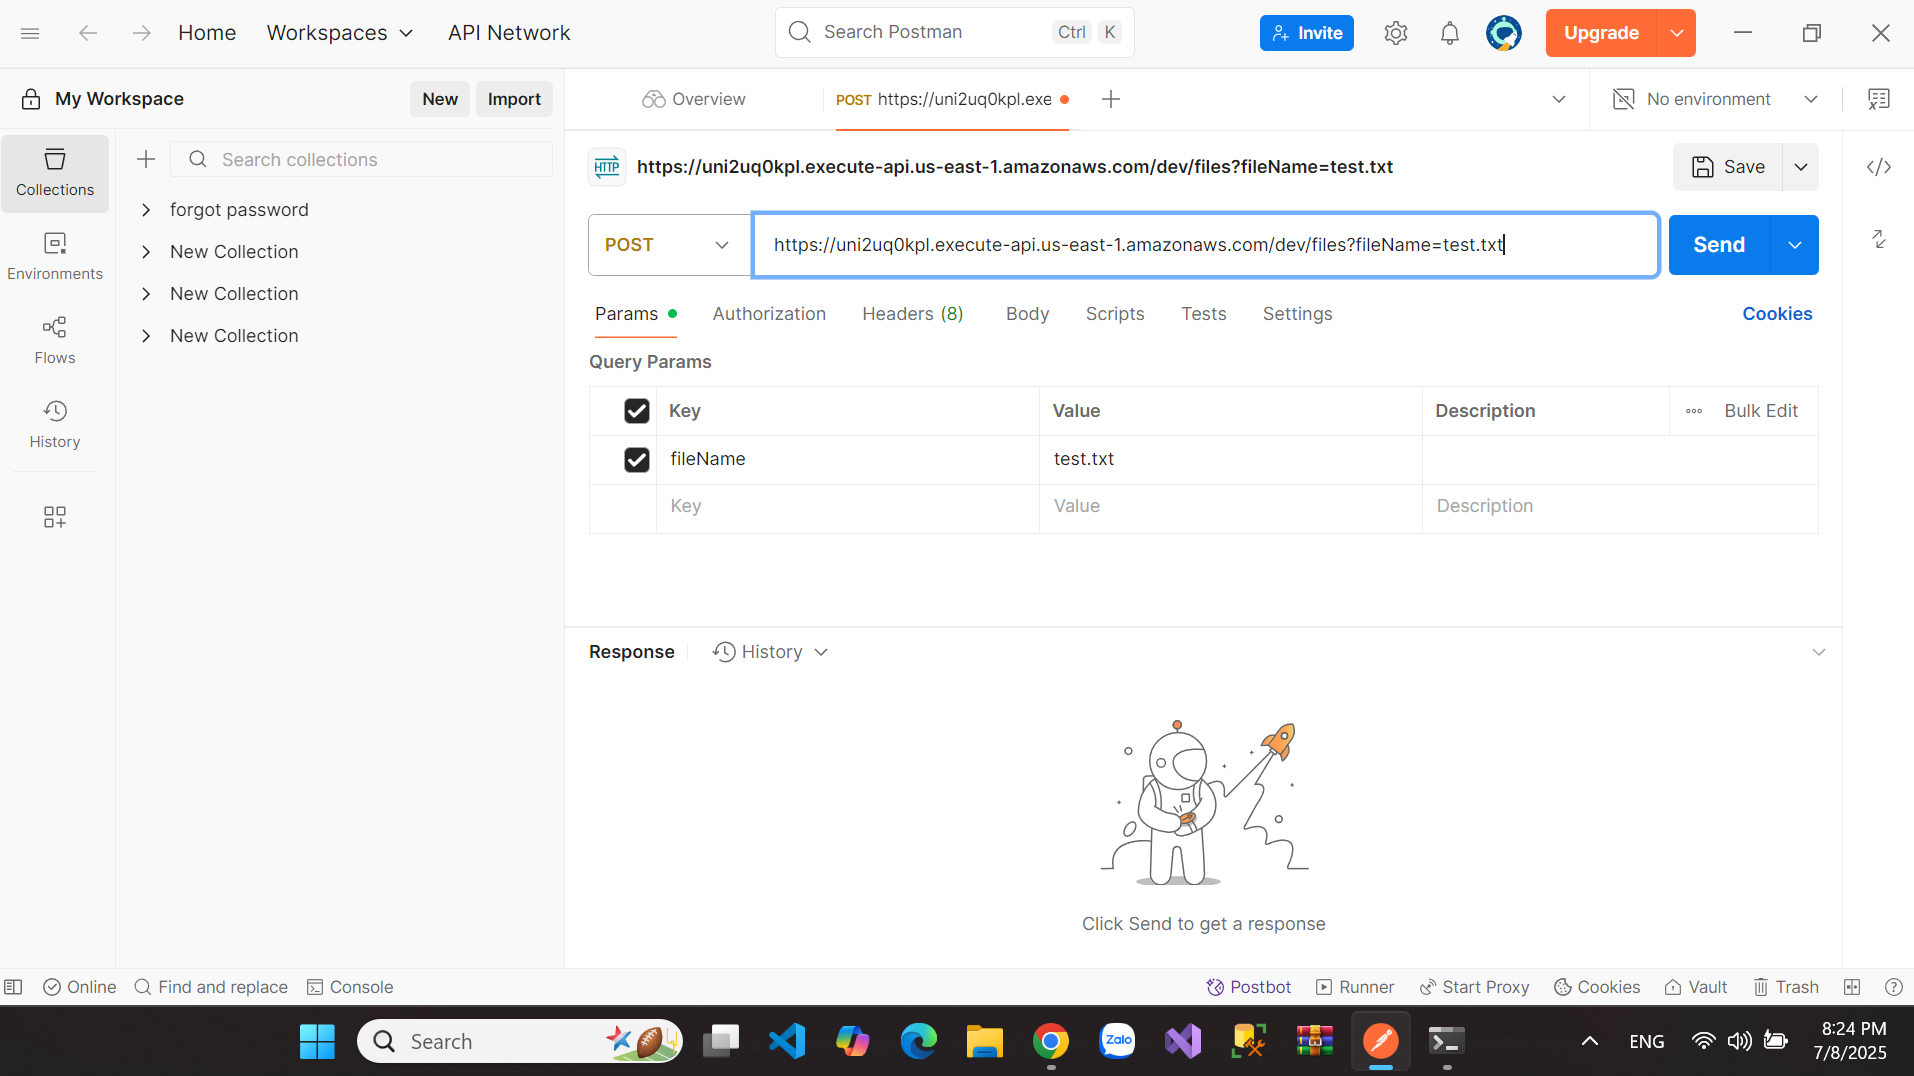 Home
Workspaces
API Network
Search Postman
Ctrl K
Invite
Upgrade
My Workspace
New
Import
Overview
POST https://uni2uq0kpl.exe
No environment
Collections
Environments
Flows
History
Search collections
forgot password
New Collection
New Collection
New Collection
HTTP
https://uni2uq0kpl.execute-api.us-east-1.amazonaws.com/dev/files?fileName=test.txt
Save
POST
https://uni2uq0kpl.execute-api.us-east-1.amazonaws.com/dev/files?fileName=test.txt
Send
Params
Authorization
Headers (8)
Body
Scripts
Tests
Settings
Cookies
Query Params
Key Value Description Bulk Edit
fileName test.txt
Key Value Description
Response
History
Click Send to get a response
Online
Find and replace
Console
Postbot
Runner
Start Proxy
Cookies
Vault
Trash
Search
Zalo
ENG
8:24 PM
7/8/2025